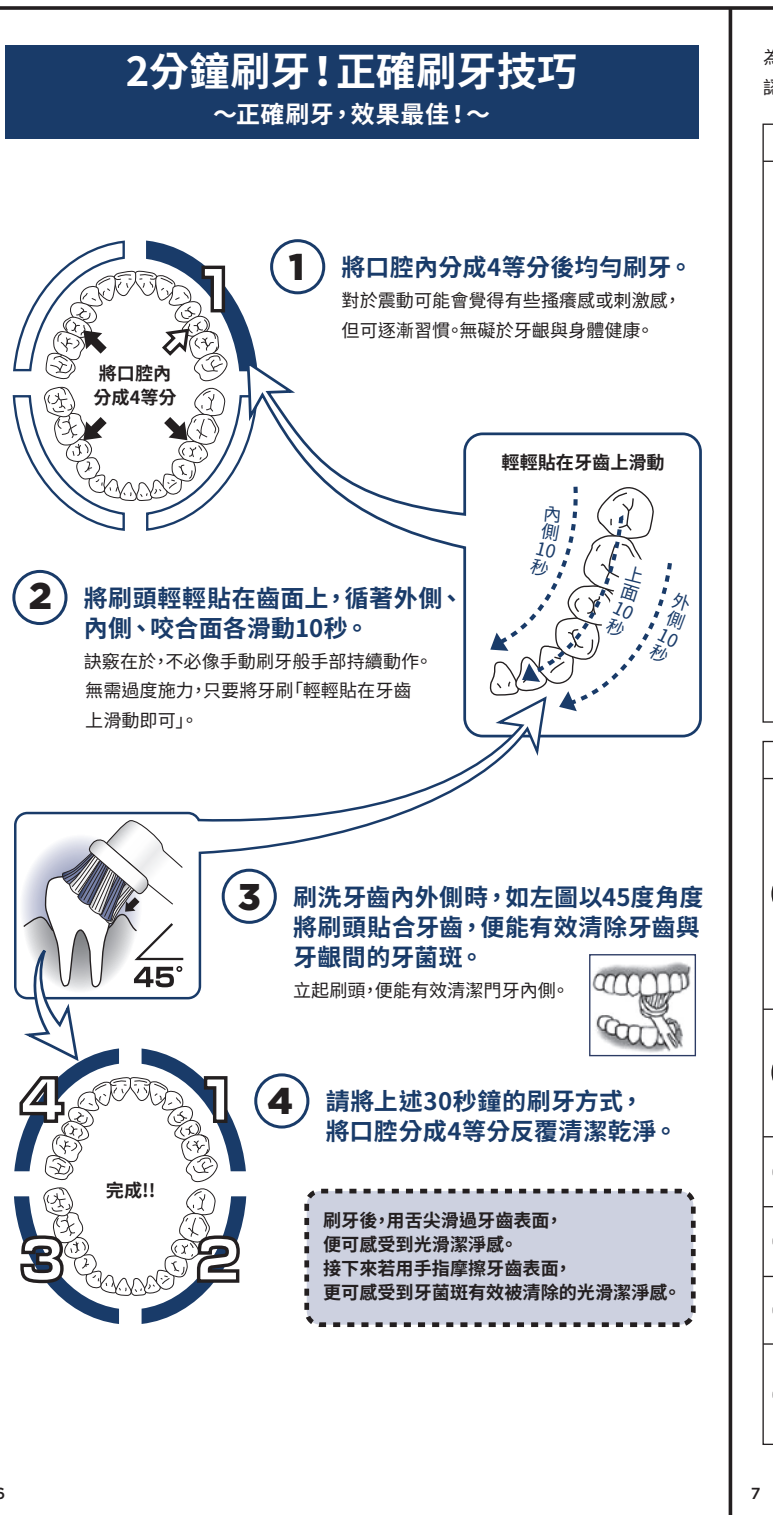 2分鐘刷牙！正確刷牙技巧
～正確刷牙，效果最佳！～
1
將口腔內
分成4等分
1 將口腔內分成4等分後均勻刷牙。
對於震動可能會覺得有些搔癢感或刺激感，
但可逐漸習慣。無礙於牙齦與身體健康。
輕輕貼在牙齒上滑動
內側10秒
上面10秒
外側10秒
2 將刷頭輕輕貼在齒面上，循著外側、
內側、咬合面各滑動10秒。
訣竅在於，不必像手動刷牙般手部持續動作。
無需過度施力，只要將牙刷「輕輕貼在牙齒
上滑動即可」。
45°
3 刷洗牙齒內外側時，如左圖以45度角度
將刷頭貼合牙齒，便能有效清除牙齒與
牙齦間的牙菌斑。
立起刷頭，便能有效清潔門牙內側。
4 1
完成!!
3 2
4 請將上述30秒鐘的刷牙方式，
將口腔分成4等分反覆清潔乾淨。
刷牙後，用舌尖滑過牙齒表面，
便可感受到光滑潔淨感。
接下來若用手指摩擦牙齒表面，
更可感受到牙菌斑有效被清除的光滑潔淨感。
6
為
7